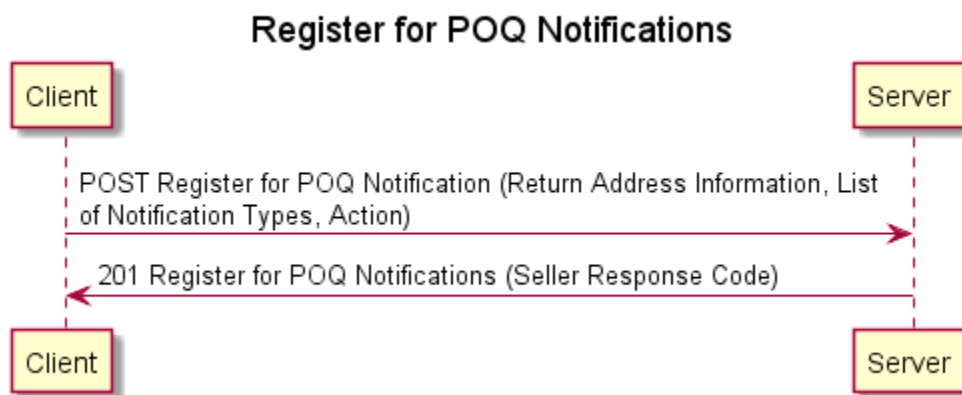 Register for POQ Notifications
Client
Server
POST Register for POQ Notification (Return Address Information, List
of Notification Types, Action)
201 Register for POQ Notifications (Seller Response Code)
Client
Server